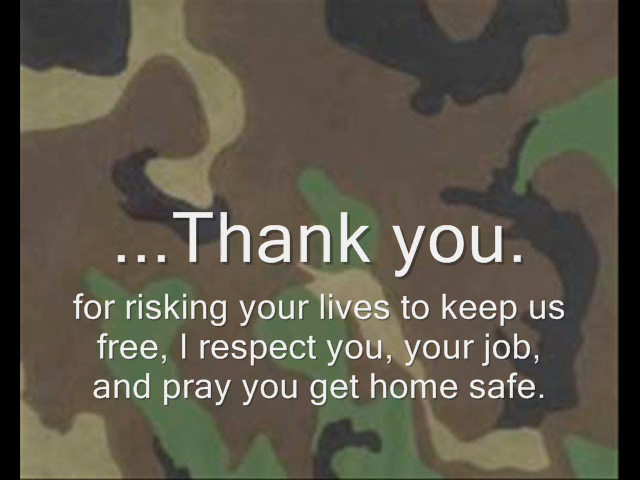 ...Thank you.
for risking your lives to keep us
free, I respect you, your job,
and pray you get home safe.